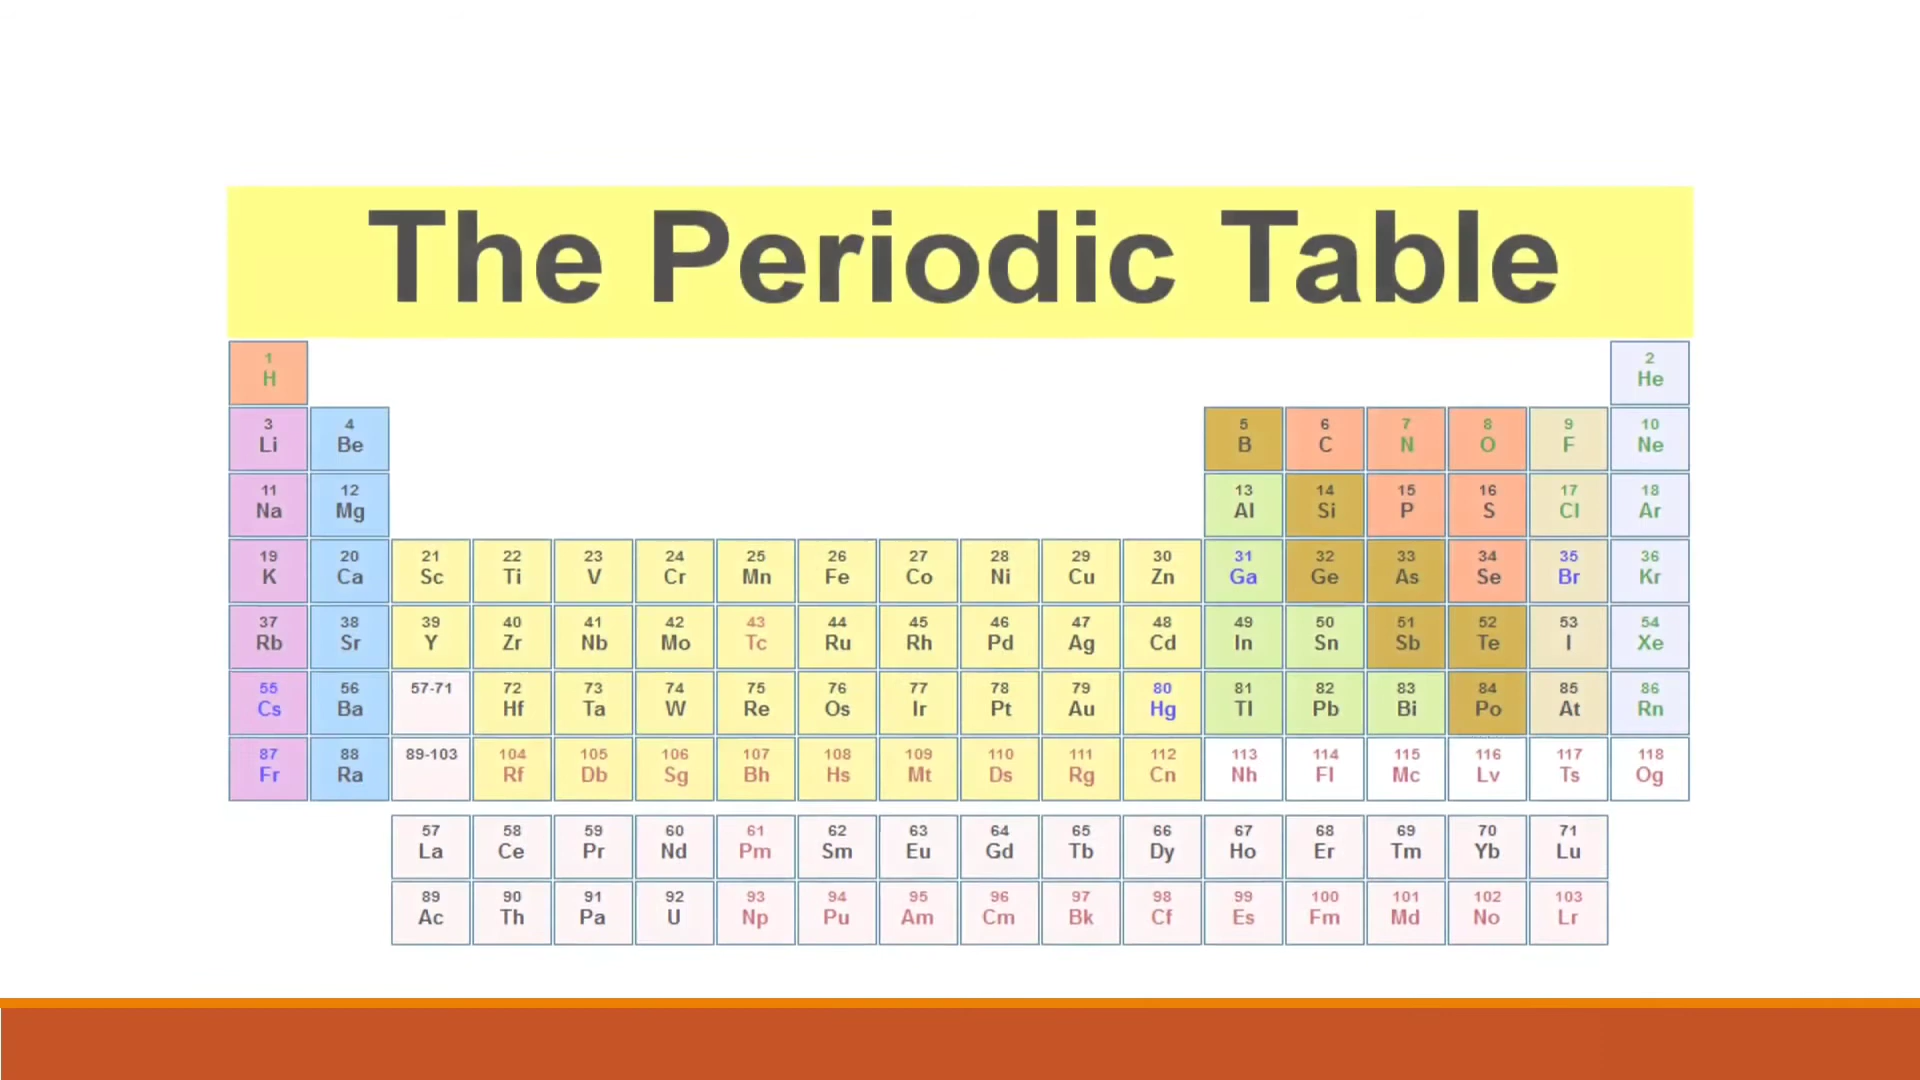 The Periodic Table
1 2
H He
3 4 5 6 7 8 9 10
Li Be B C N O F Ne
11 12 13 14 15 16 17 18
Na Mg Al Si P S Cl Ar
19 20 21 22 23 24 25 26 27 28 29 30 31 32 33 34 35 36
K Ca Sc Ti V Cr Mn Fe Co Ni Cu Zn Ga Ge As Se Br Kr
37 38 39 40 41 42 43 44 45 46 47 48 49 50 51 52 53 54
Rb Sr Y Zr Nb Mo Tc Ru Rh Pd Ag Cd In Sn Sb Te I Xe
55 56 57-71 72 73 74 75 76 77 78 79 80 81 82 83 84 85 86
Cs Ba Hf Ta W Re Os Ir Pt Au Hg Tl Pb Bi Po At Rn
87 88 89-103 104 105 106 107 108 109 110 111 112 113 114 115 116 117 118
Fr Ra Rf Db Sg Bh Hs Mt Ds Rg Cn Nh Fl Mc Lv Ts Og
57 58 59 60 61 62 63 64 65 66 67 68 69 70 71
La Ce Pr Nd Pm Sm Eu Gd Tb Dy Ho Er Tm Yb Lu
89 90 91 92 93 94 95 96 97 98 99 100 101 102 103
Ac Th Pa U Np Pu Am Cm Bk Cf Es Fm Md No Lr